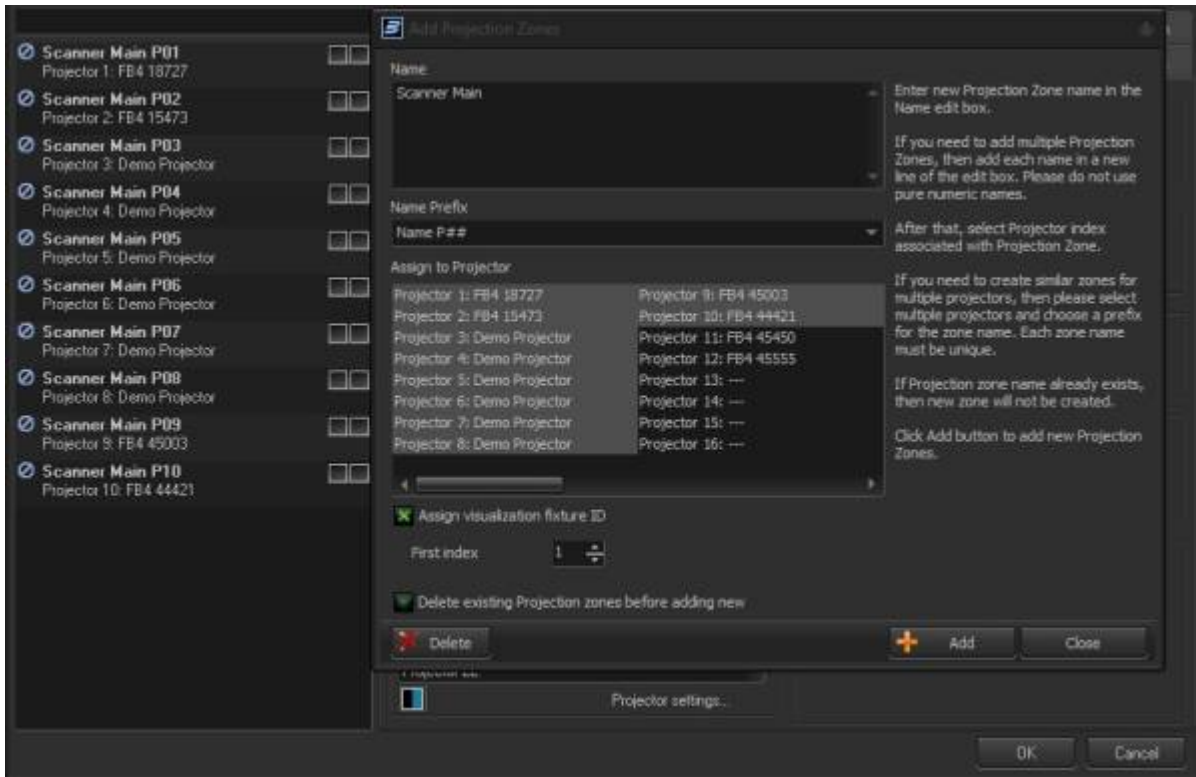 Add Projection Zones
Scanner Main P01
Projector 1: FB4 18727
Scanner Main P02
Projector 2: FB4 15473
Scanner Main P03
Projector 3: Demo Projector
Scanner Main P04
Projector 4: Demo Projector
Scanner Main P05
Projector 5: Demo Projector
Scanner Main P06
Projector 6: Demo Projector
Scanner Main P07
Projector 7: Demo Projector
Scanner Main P08
Projector 8: Demo Projector
Scanner Main P09
Projector 9: FB4 45003
Scanner Main P10
Projector 10: FB4 44421
Name
Scanner Main
Name Prefix
Name P##
Assign to Projector
Projector 1: FB4 18727
Projector 2: FB4 15473
Projector 3: Demo Projector
Projector 4: Demo Projector
Projector 5: Demo Projector
Projector 6: Demo Projector
Projector 7: Demo Projector
Projector 8: Demo Projector
Projector 9: FB4 45003
Projector 10: FB4 44421
Projector 11: FB4 45450
Projector 12: FB4 45555
Projector 13: ---
Projector 14: ---
Projector 15: ---
Projector 16: ---
Assign visualization fixture ID
First index
1
Delete existing Projection zones before adding new
Enter new Projection Zone name in the
Name edit box.
If you need to add multiple Projection
Zones, then add each name in a new
line of the edit box. Please do not use
pure numeric names.
After that, select Projector index
associated with Projection Zone.
If you need to create similar zones for
multiple projectors, then please select
multiple projectors and choose a prefix
for the zone name. Each zone name
must be unique.
If Projection zone name already exists,
then new zone will not be created.
Click Add button to add new Projection
Zones.
Delete
Add
Close
Projector settings...
OK
Cancel